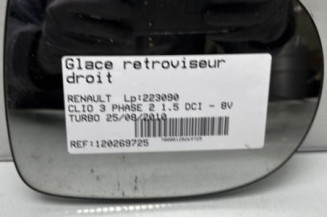 Glace retroviseur
droit
RENAULT Lp:223090
CLIO 3 PHASE 2 1.5 DCI - 8V
TURBO 25/08/2010
REF:120269725